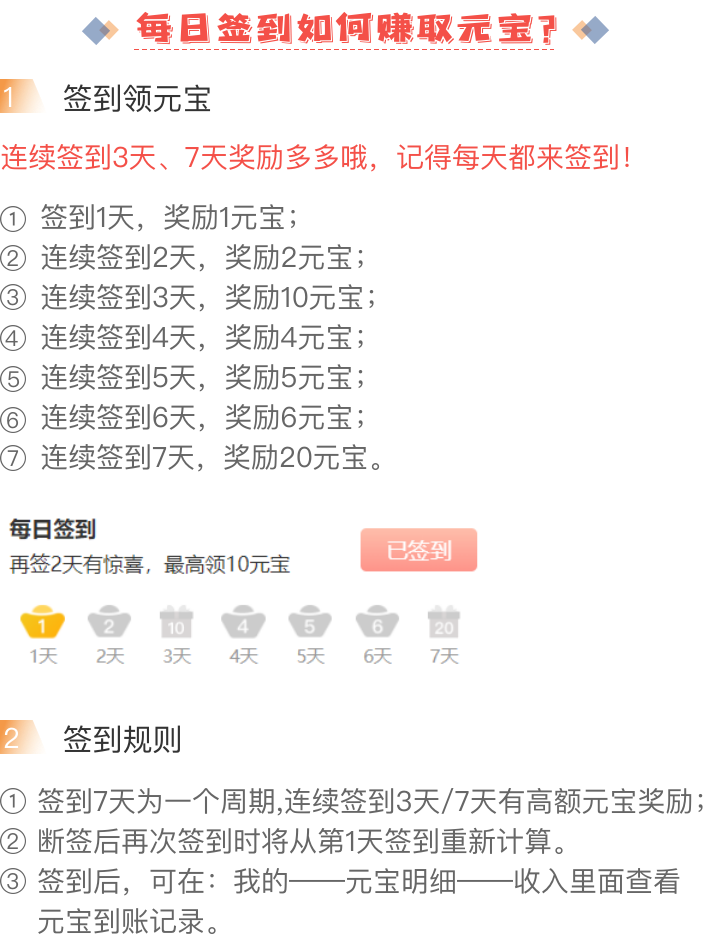 每日签到如何赚取元宝？
1 签到领元宝
连续签到3天、7天奖励多多哦，记得每天都来签到！
① 签到1天，奖励1元宝；
② 连续签到2天，奖励2元宝；
③ 连续签到3天，奖励10元宝；
④ 连续签到4天，奖励4元宝；
⑤ 连续签到5天，奖励5元宝；
⑥ 连续签到6天，奖励6元宝；
⑦ 连续签到7天，奖励20元宝。
每日签到
已签到
再签2天有惊喜，最高领10元宝
1 2 10 4 5 6 20
1天 2天 3天 4天 5天 6天 7天
2 签到规则
① 签到7天为一个周期,连续签到3天/7天有高额元宝奖励；
② 断签后再次签到时将从第1天签到重新计算。
③ 签到后，可在：我的——元宝明细——收入里面查看
元宝到账记录。